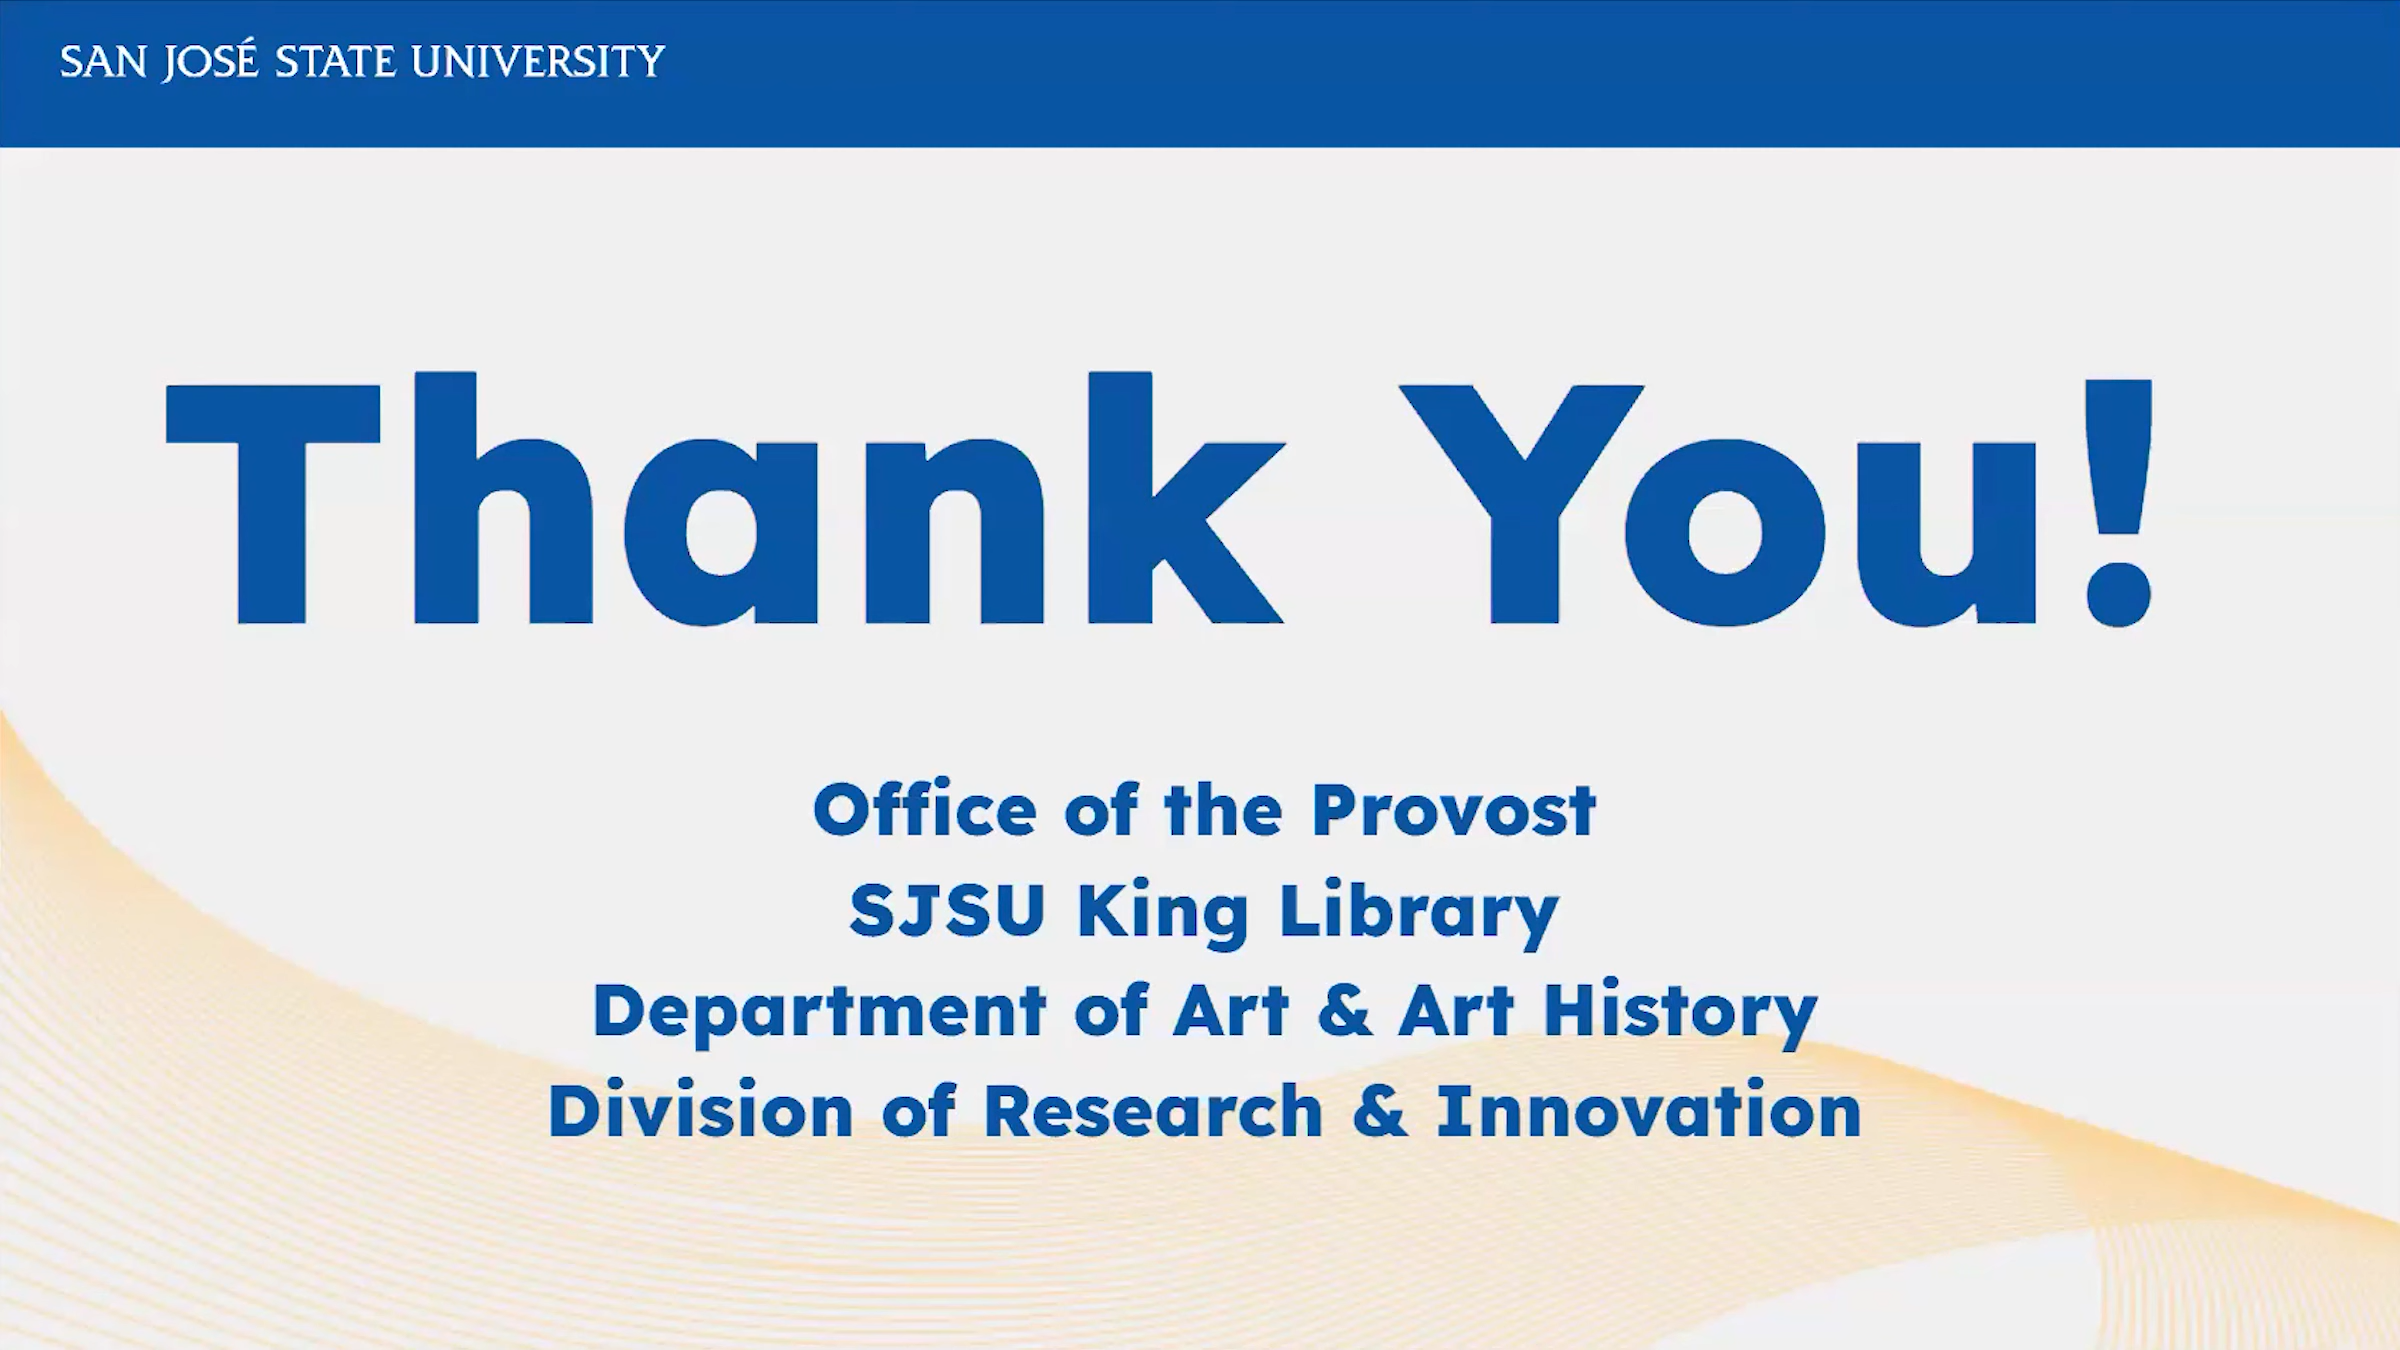 SAN JOSÉ STATE UNIVERSITY
Thank You!
Office of the Provost
SJSU King Library
Department of Art & Art History
Division of Research & Innovation